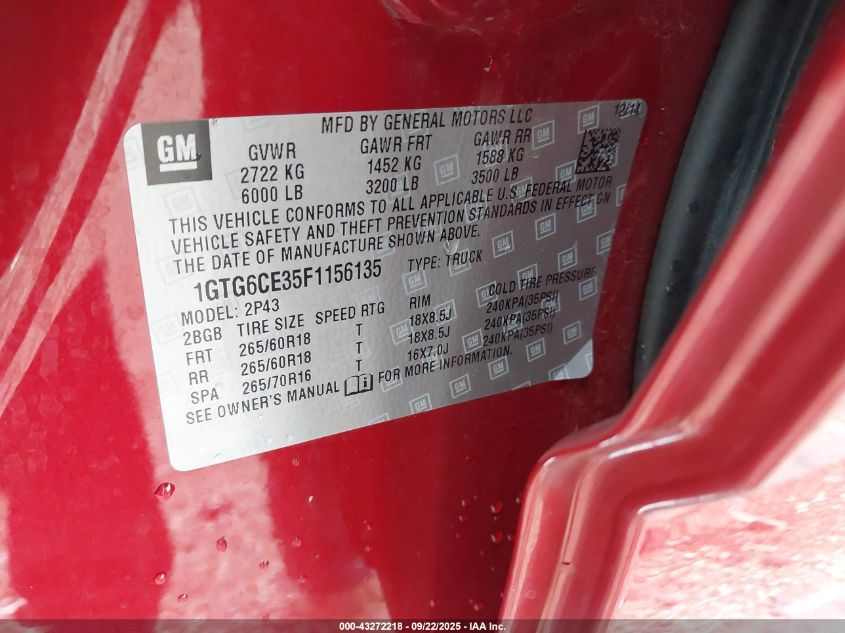 GM
MFD BY GENERAL MOTORS LLC
12/14
GVWR GAWR FRT GAWR RR
2722 KG 1452 KG 1588 KG
6000 LB 3200 LB 3500 LB
THIS VEHICLE CONFORMS TO ALL APPLICABLE U.S. FEDERAL MOTOR
VEHICLE SAFETY AND THEFT PREVENTION STANDARDS IN EFFECT ON
THE DATE OF MANUFACTURE SHOWN ABOVE.
1GTG6CE35F1156135 TYPE: TRUCK
MODEL: 2P43
2BGB TIRE SIZE SPEED RTG RIM COLD TIRE PRESSURE
FRT 265/60R18 T 18X8.5J 240KPA(35PSI)
RR 265/60R18 T 18X8.5J 240KPA(35PSI)
SPA 265/70R16 T 16X7.0J 240KPA(35PSI)
SEE OWNER'S MANUAL FOR MORE INFORMATION.
000-43272218 - 09/22/2025 - IAA Inc.